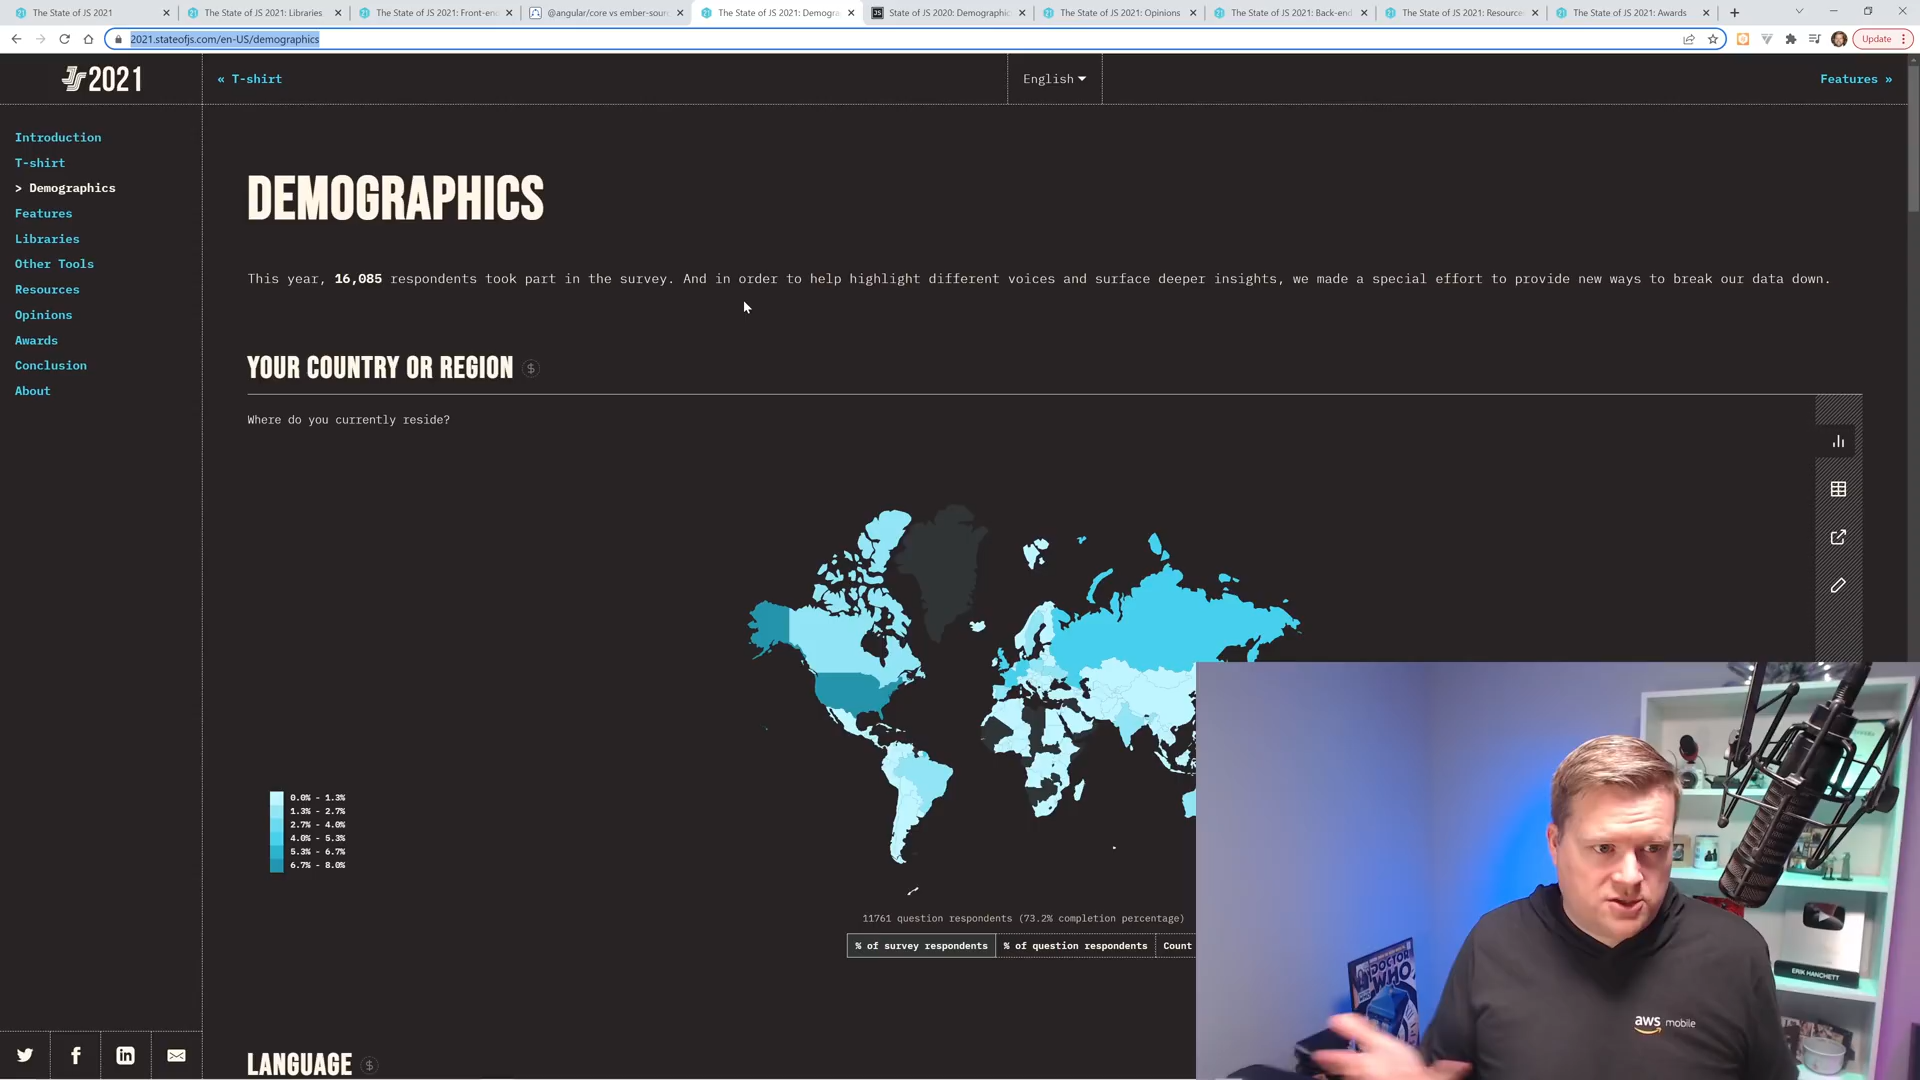 The State of JS 2021
The State of JS 2021: Libraries
The State of JS 2021: Front-en
@angular/core vs ember-sour
The State of JS 2021: Demogra
State of JS 2020: Demographic
The State of JS 2021: Opinions
The State of JS 2021: Back-end
The State of JS 2021: Resource
The State of JS 2021: Awards
2021.stateofjs.com/en-US/demographics
Update
JS 2021
« T-shirt
English
Features »
Introduction
T-shirt
> Demographics
Features
Libraries
Other Tools
Resources
Opinions
Awards
Conclusion
About
DEMOGRAPHICS
This year, 16,085 respondents took part in the survey. And in order to help highlight different voices and surface deeper insights, we made a special effort to provide new ways to break our data down.
YOUR COUNTRY OR REGION $
Where do you currently reside?
0.0% - 1.3%
1.3% - 2.7%
2.7% - 4.0%
4.0% - 5.3%
5.3% - 6.7%
6.7% - 8.0%
11761 question respondents (73.2% completion percentage)
% of survey respondents
% of question respondents
Count
LANGUAGE $
DOCTOR
WHO
ERIK HANCHETT
aws mobile